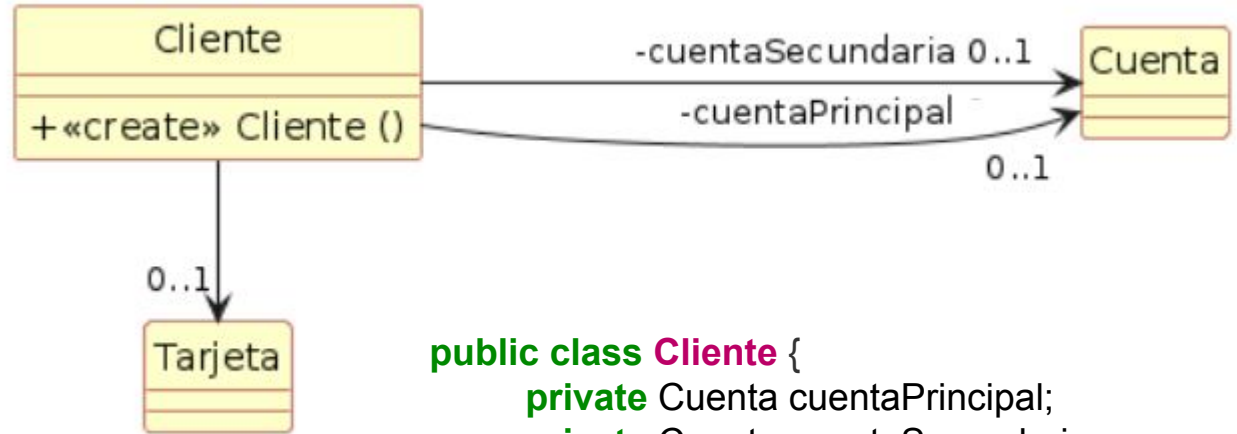 Cliente
+«create» Cliente ()
-cuentaSecundaria 0..1
-cuentaPrincipal
0..1
Cuenta
0..1
Tarjeta
public class Cliente {
private Cuenta cuentaPrincipal;